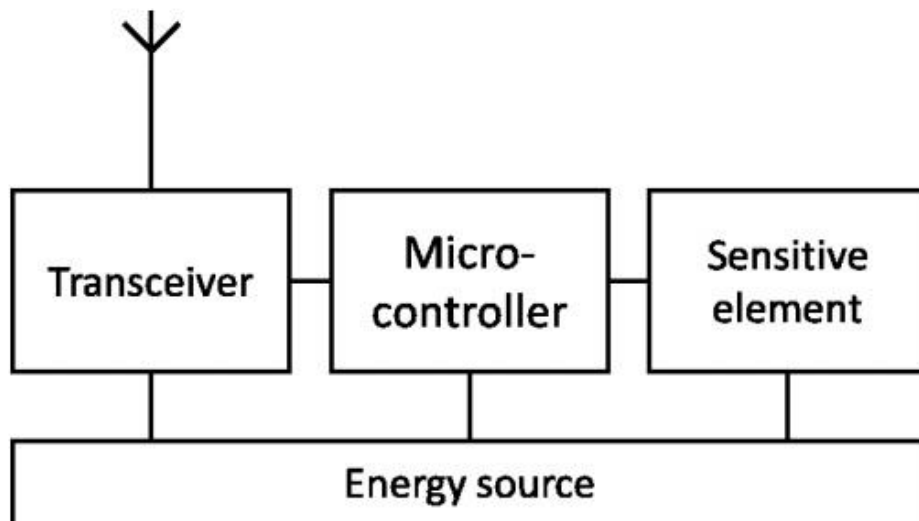 Transceiver
Micro-
controller
Sensitive
element
Energy source